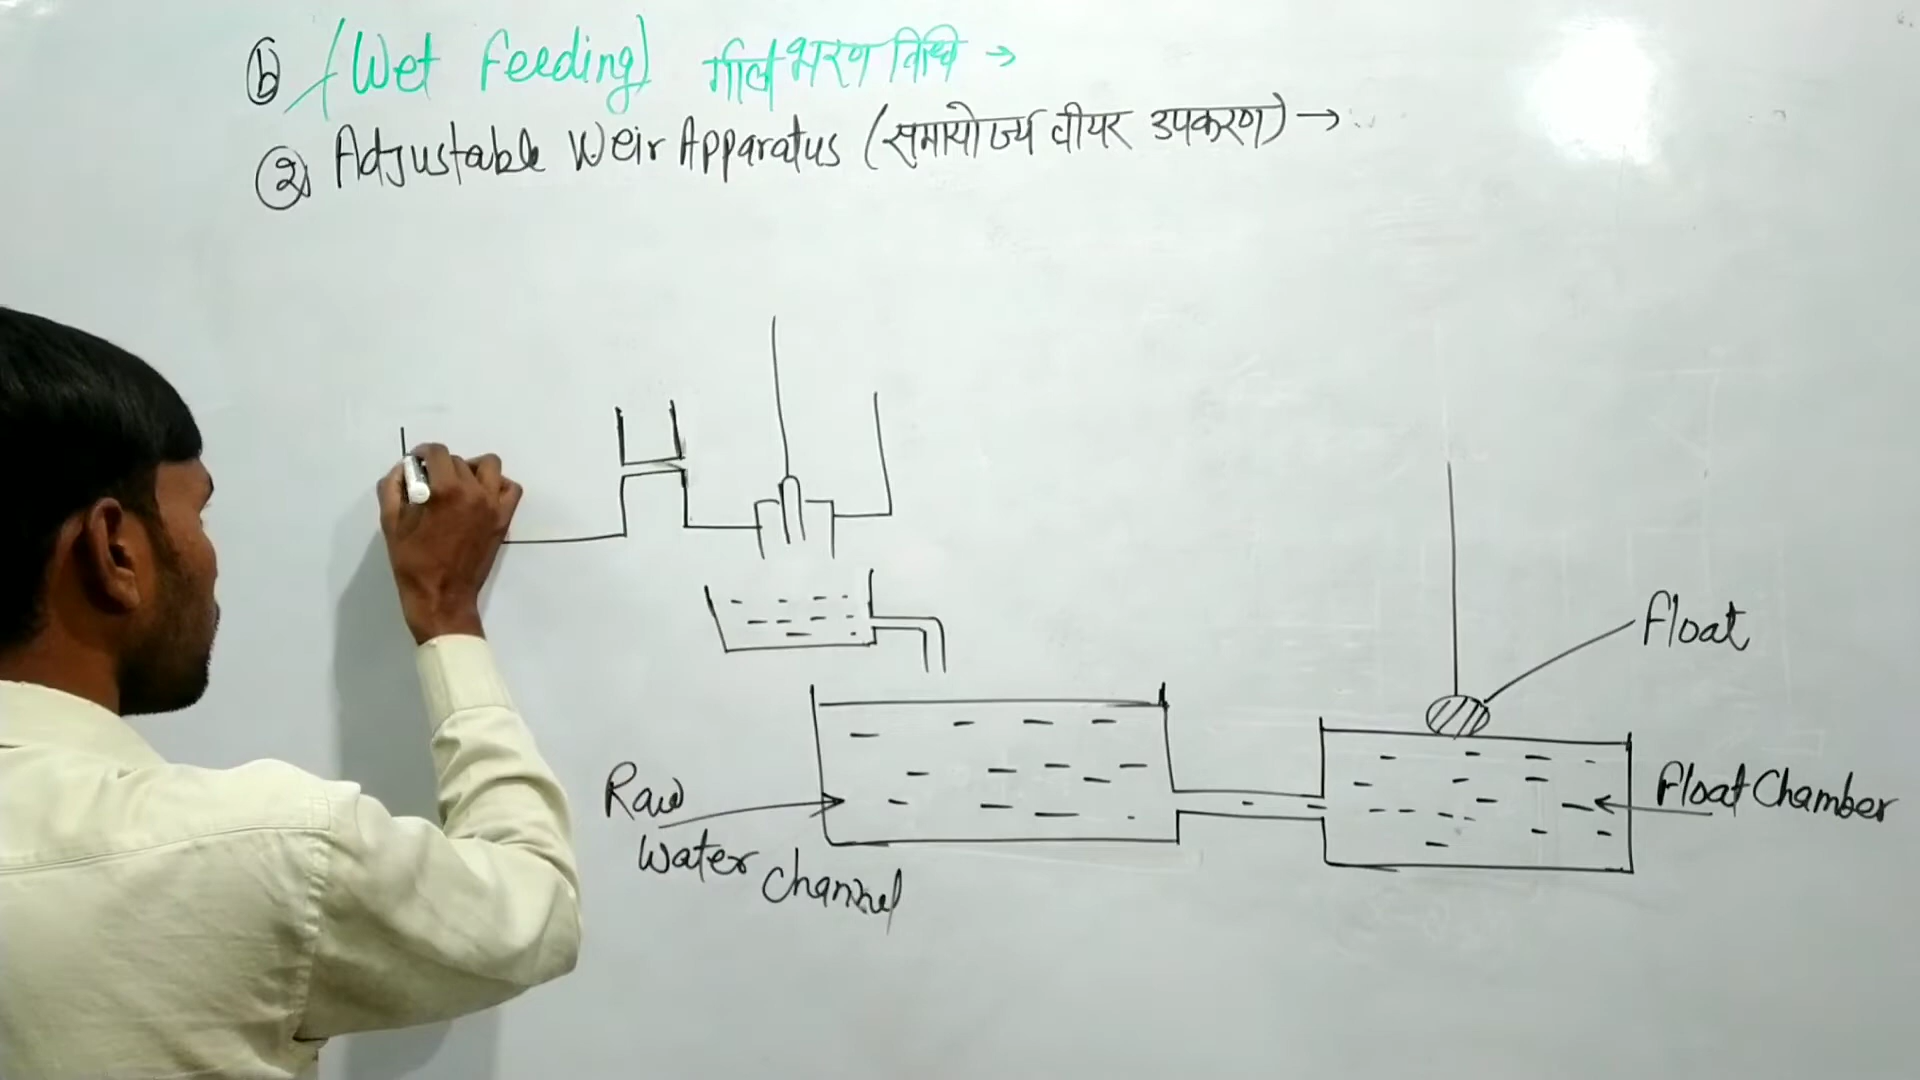 (b) (Wet feeding) गीला भरण विधि →
(2) Adjustable Weir Apparatus (समायोज्य वीयर उपकरण) →
Float
Raw
Water Channel
Float Chamber